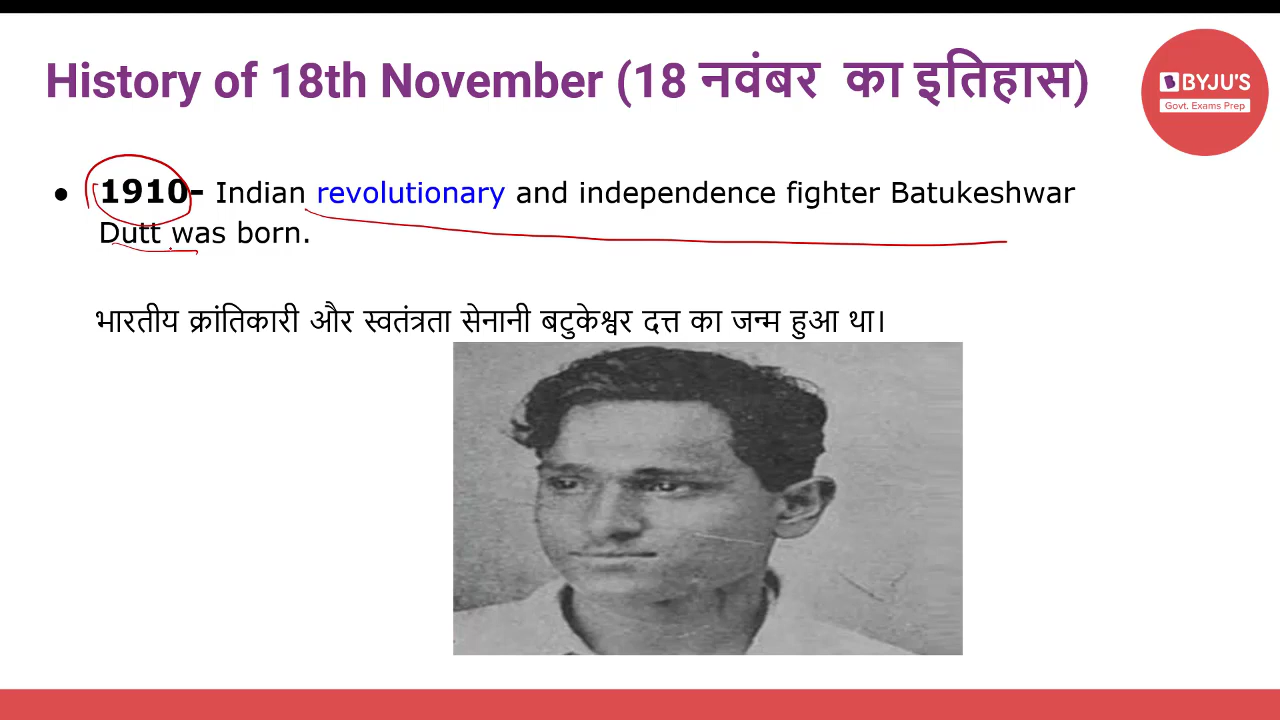 History of 18th November (18 नवंबर का इतिहास)
BYJU'S
Govt. Exams Prep
● 1910- Indian revolutionary and independence fighter Batukeshwar
Dutt was born.
भारतीय क्रांतिकारी और स्वतंत्रता सेनानी बटुकेश्वर दत्त का जन्म हुआ था।